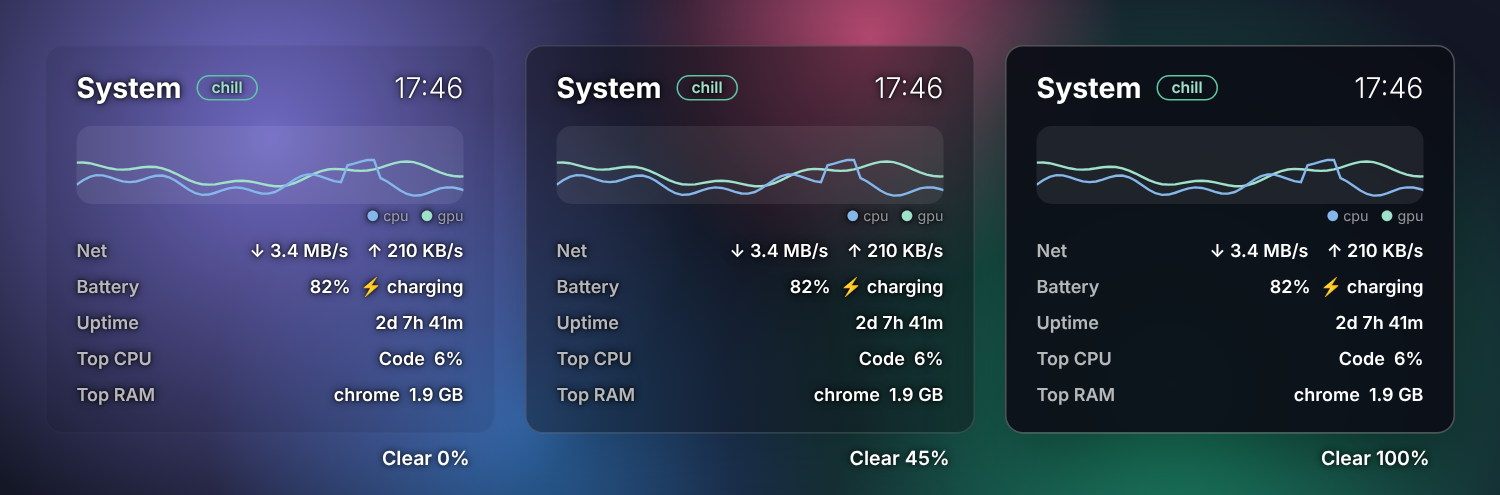 System chill 17:46
cpu gpu
Net ↓ 3.4 MB/s ↑ 210 KB/s
Battery 82% ⚡ charging
Uptime 2d 7h 41m
Top CPU Code 6%
Top RAM chrome 1.9 GB
Clear 0%
System chill 17:46
cpu gpu
Net ↓ 3.4 MB/s ↑ 210 KB/s
Battery 82% ⚡ charging
Uptime 2d 7h 41m
Top CPU Code 6%
Top RAM chrome 1.9 GB
Clear 45%
System chill 17:46
cpu gpu
Net ↓ 3.4 MB/s ↑ 210 KB/s
Battery 82% ⚡ charging
Uptime 2d 7h 41m
Top CPU Code 6%
Top RAM chrome 1.9 GB
Clear 100%